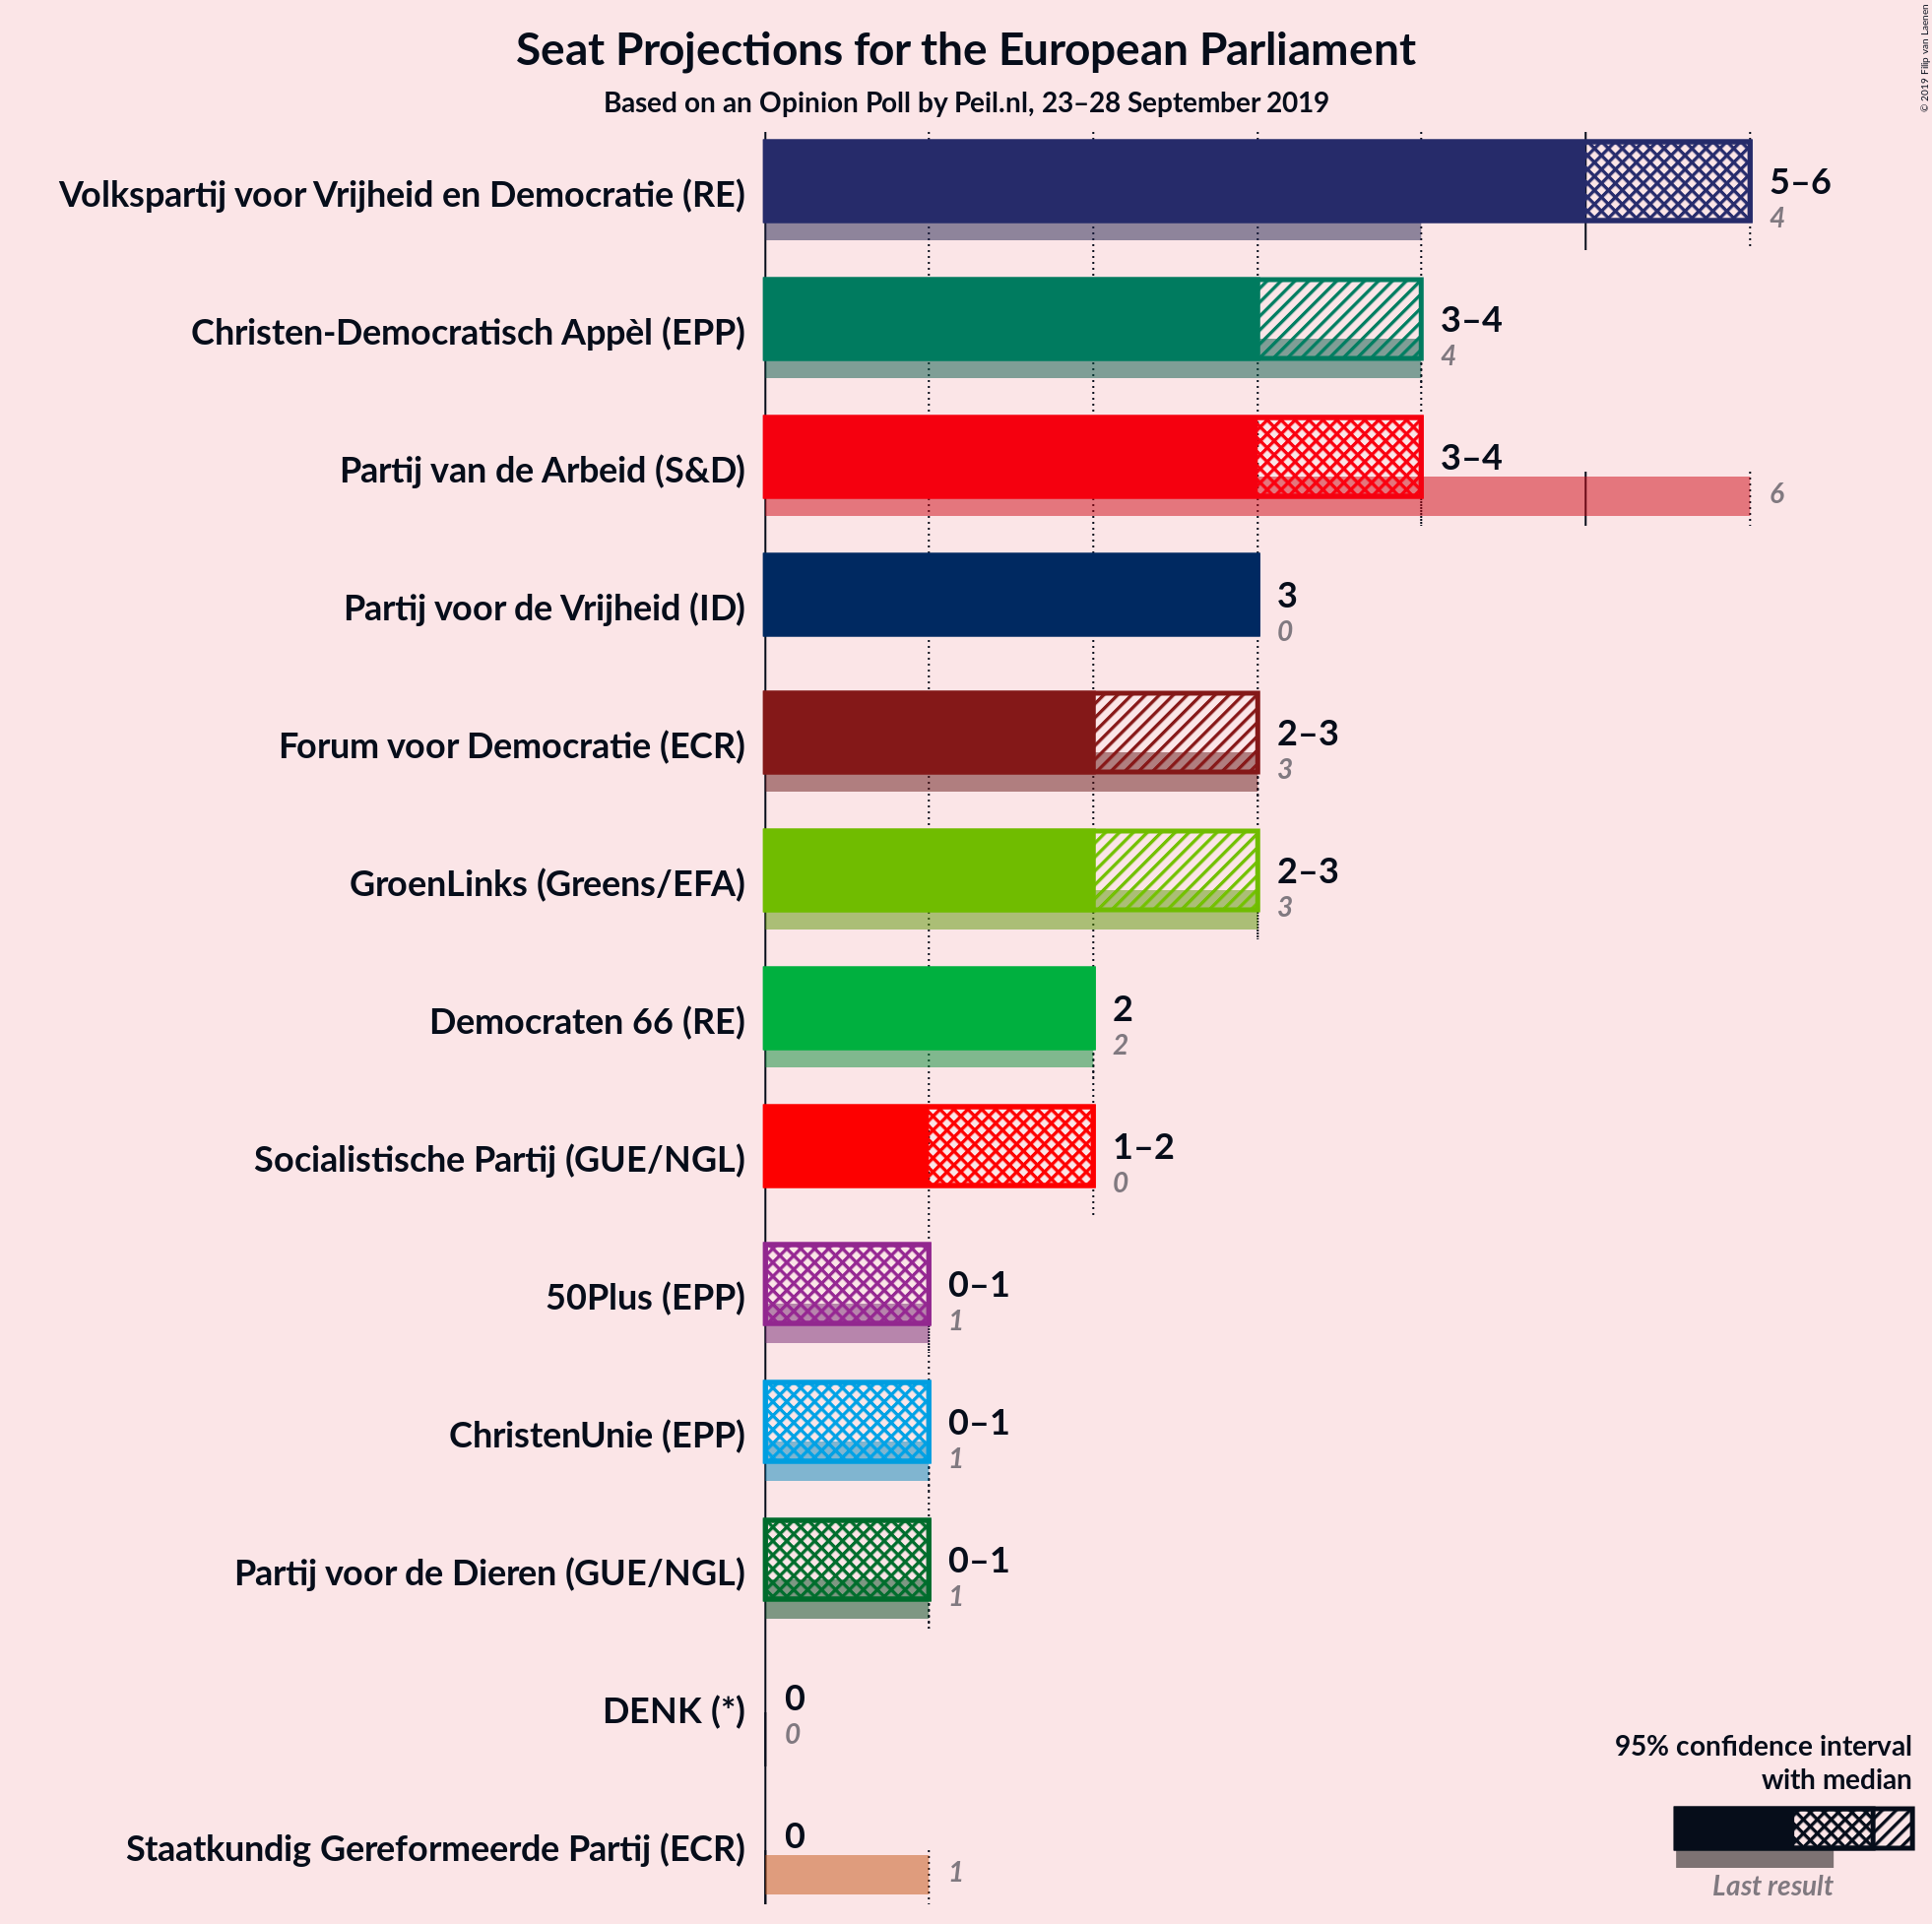 Seat Projections for the European Parliament
Based on an Opinion Poll by Peil.nl, 23–28 September 2019
© 2019 Filip van Laenen
Volkspartij voor Vrijheid en Democratie (RE)
5–6
4
Christen-Democratisch Appèl (EPP)
3–4
4
Partij van de Arbeid (S&D)
3–4
6
Partij voor de Vrijheid (ID)
3
0
Forum voor Democratie (ECR)
2–3
3
GroenLinks (Greens/EFA)
2–3
3
Democraten 66 (RE)
2
2
Socialistische Partij (GUE/NGL)
1–2
0
50Plus (EPP)
0–1
1
ChristenUnie (EPP)
0–1
1
Partij voor de Dieren (GUE/NGL)
0–1
1
DENK (*)
0
0
Staatkundig Gereformeerde Partij (ECR)
0
1
95% confidence interval
with median
Last result